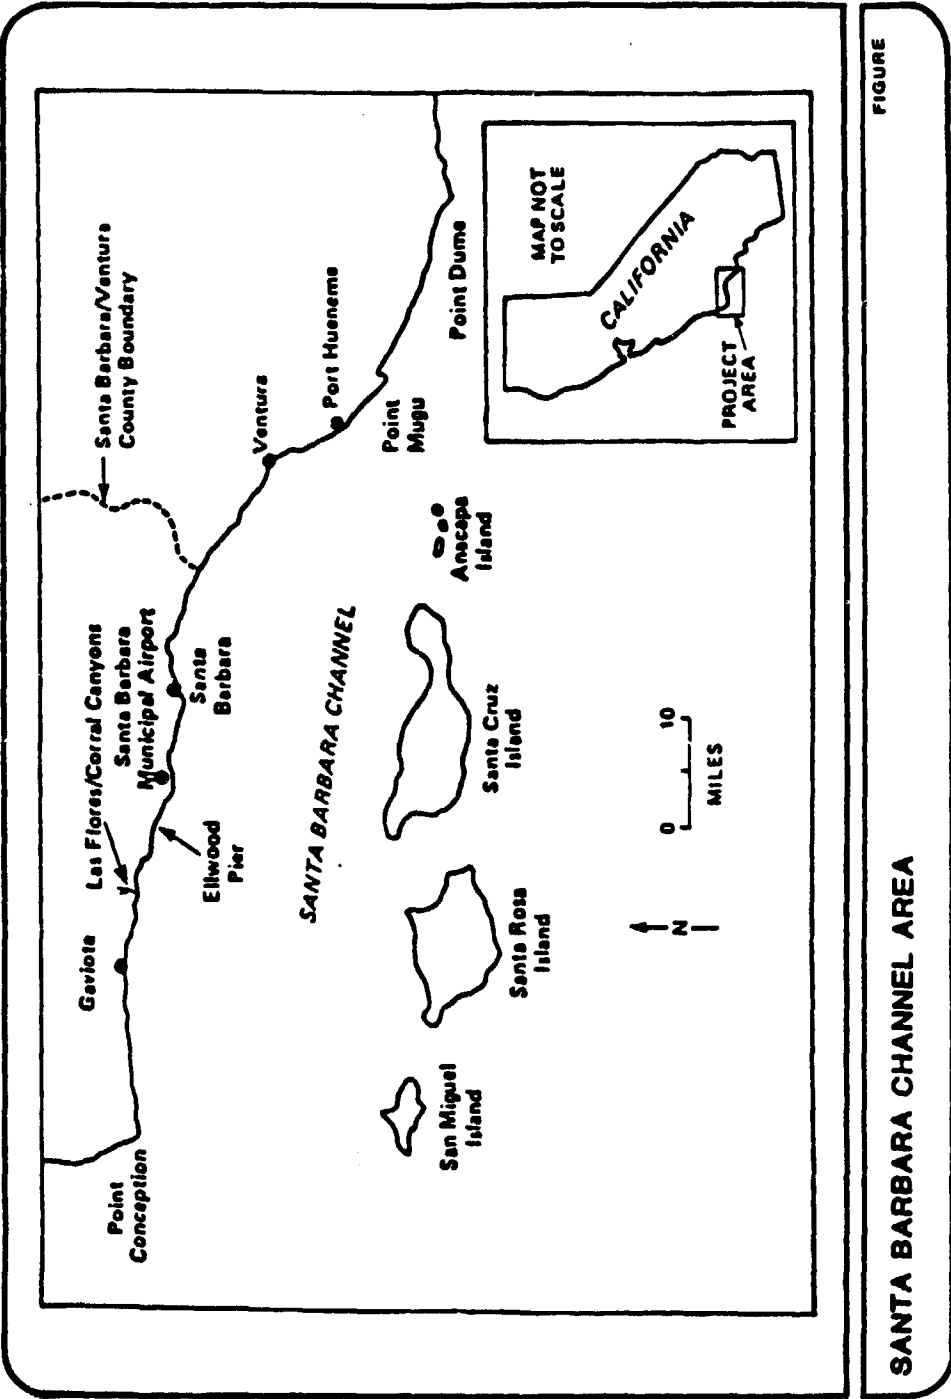 Santa Barbara/Ventura
County Boundary
Las Flores/Corral Canyons
Santa Barbara
Municipal Airport
Gaviota
Point
Conception
Ellwood
Pier
Santa
Barbara
Ventura
Port Hueneme
Point
Mugu
Point Dume
SANTA BARBARA CHANNEL
San Miguel
Island
Santa Rosa
Island
Santa Cruz
Island
Anacapa
Island
N
0 10
MILES
MAP NOT
TO SCALE
CALIFORNIA
PROJECT
AREA
SANTA BARBARA CHANNEL AREA
FIGURE